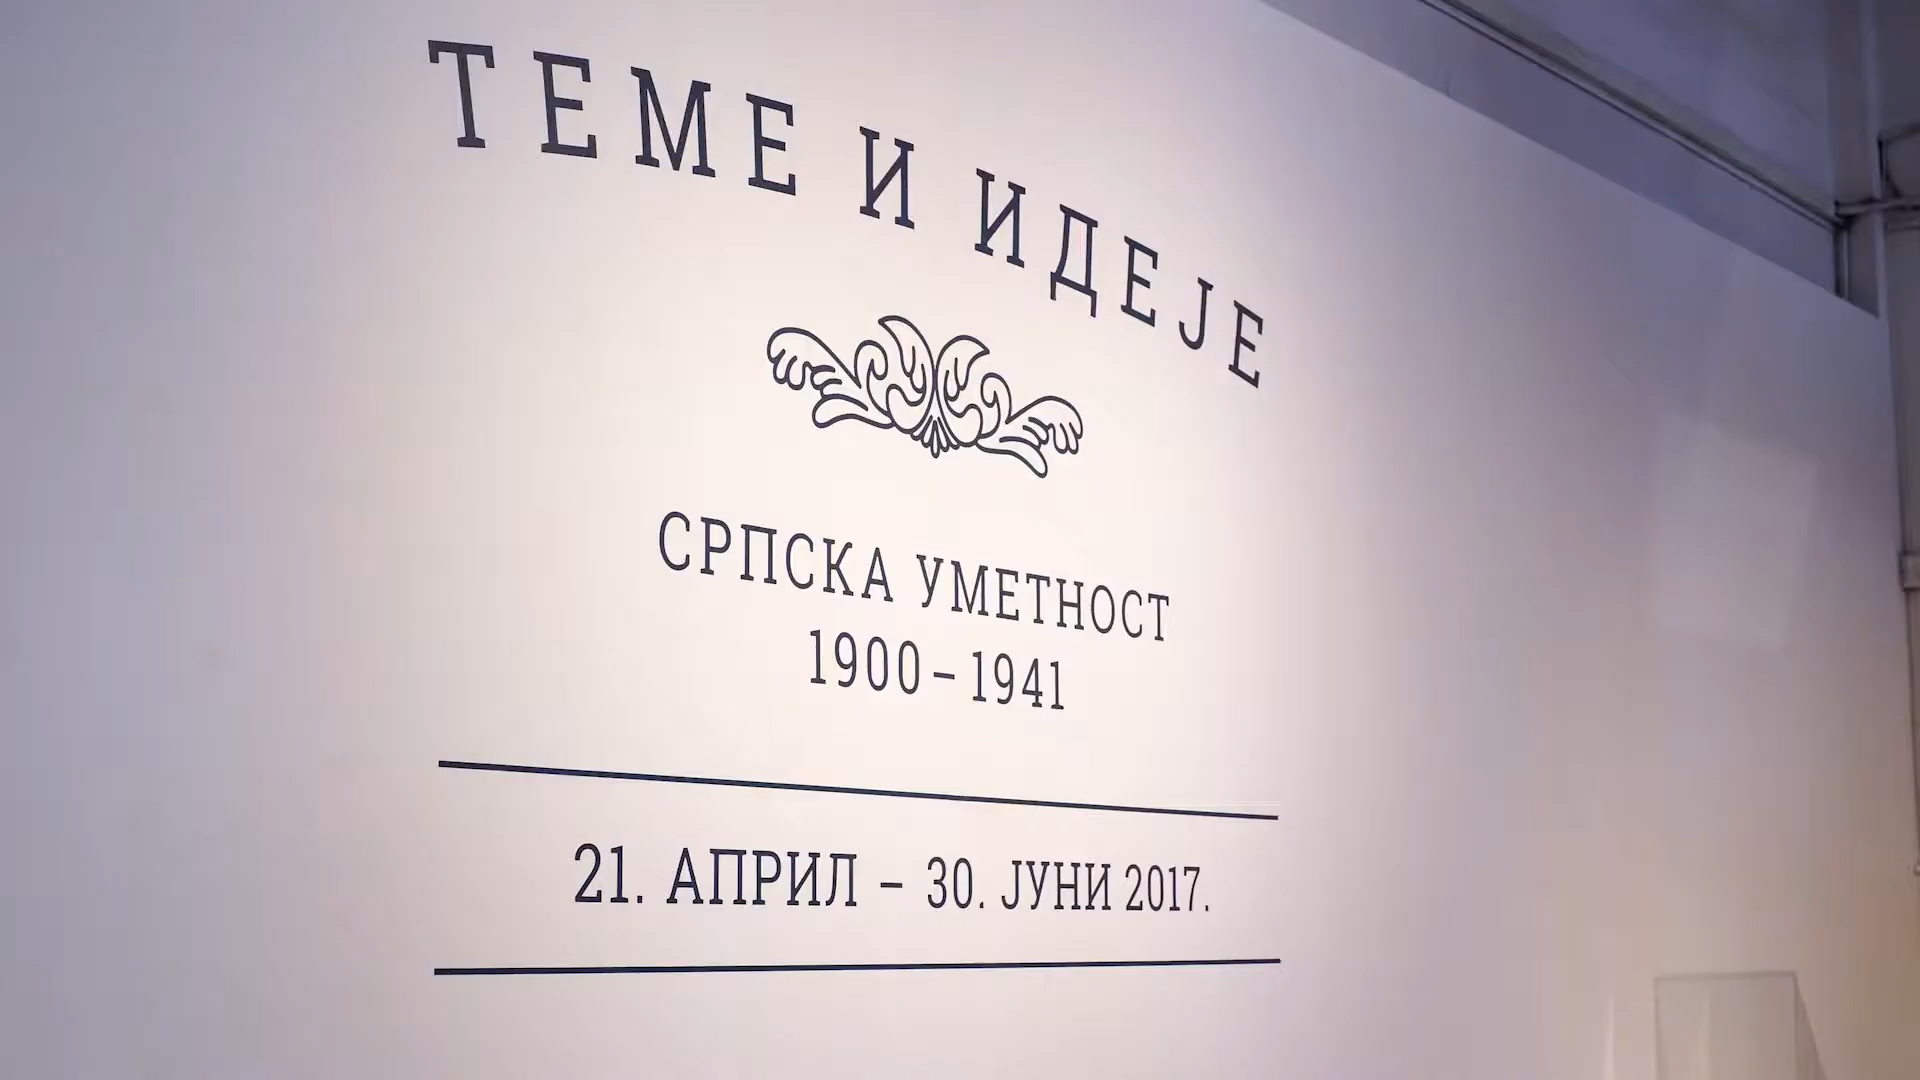 ТЕМЕ И ИДЕЈЕ
СРПСКА УМЕТНОСТ
1900 – 1941
21. АПРИЛ – 30. ЈУНИ 2017.